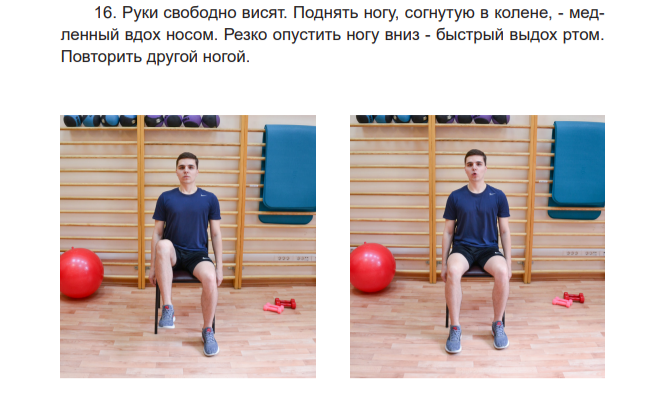 16. Руки свободно висят. Поднять ногу, согнутую в колене, - мед-
ленный вдох носом. Резко опустить ногу вниз - быстрый выдох ртом.
Повторить другой ногой.